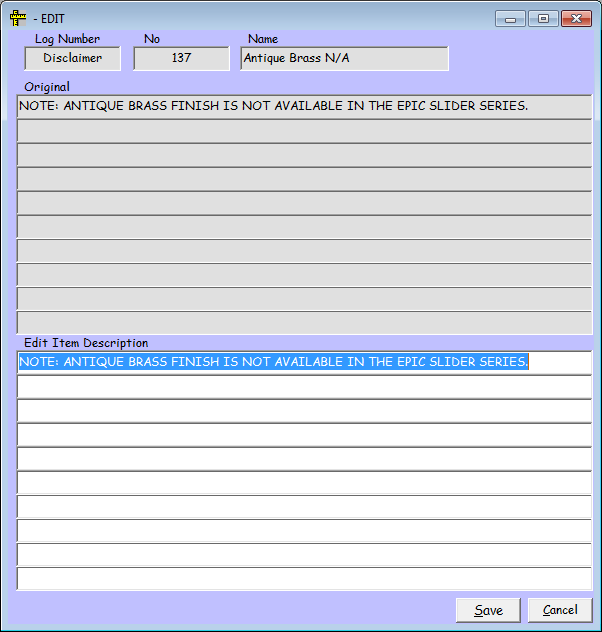 - EDIT
Log Number No Name
Disclaimer 137 Antique Brass N/A
Original
NOTE: ANTIQUE BRASS FINISH IS NOT AVAILABLE IN THE EPIC SLIDER SERIES.
Edit Item Description
NOTE: ANTIQUE BRASS FINISH IS NOT AVAILABLE IN THE EPIC SLIDER SERIES.
Save Cancel